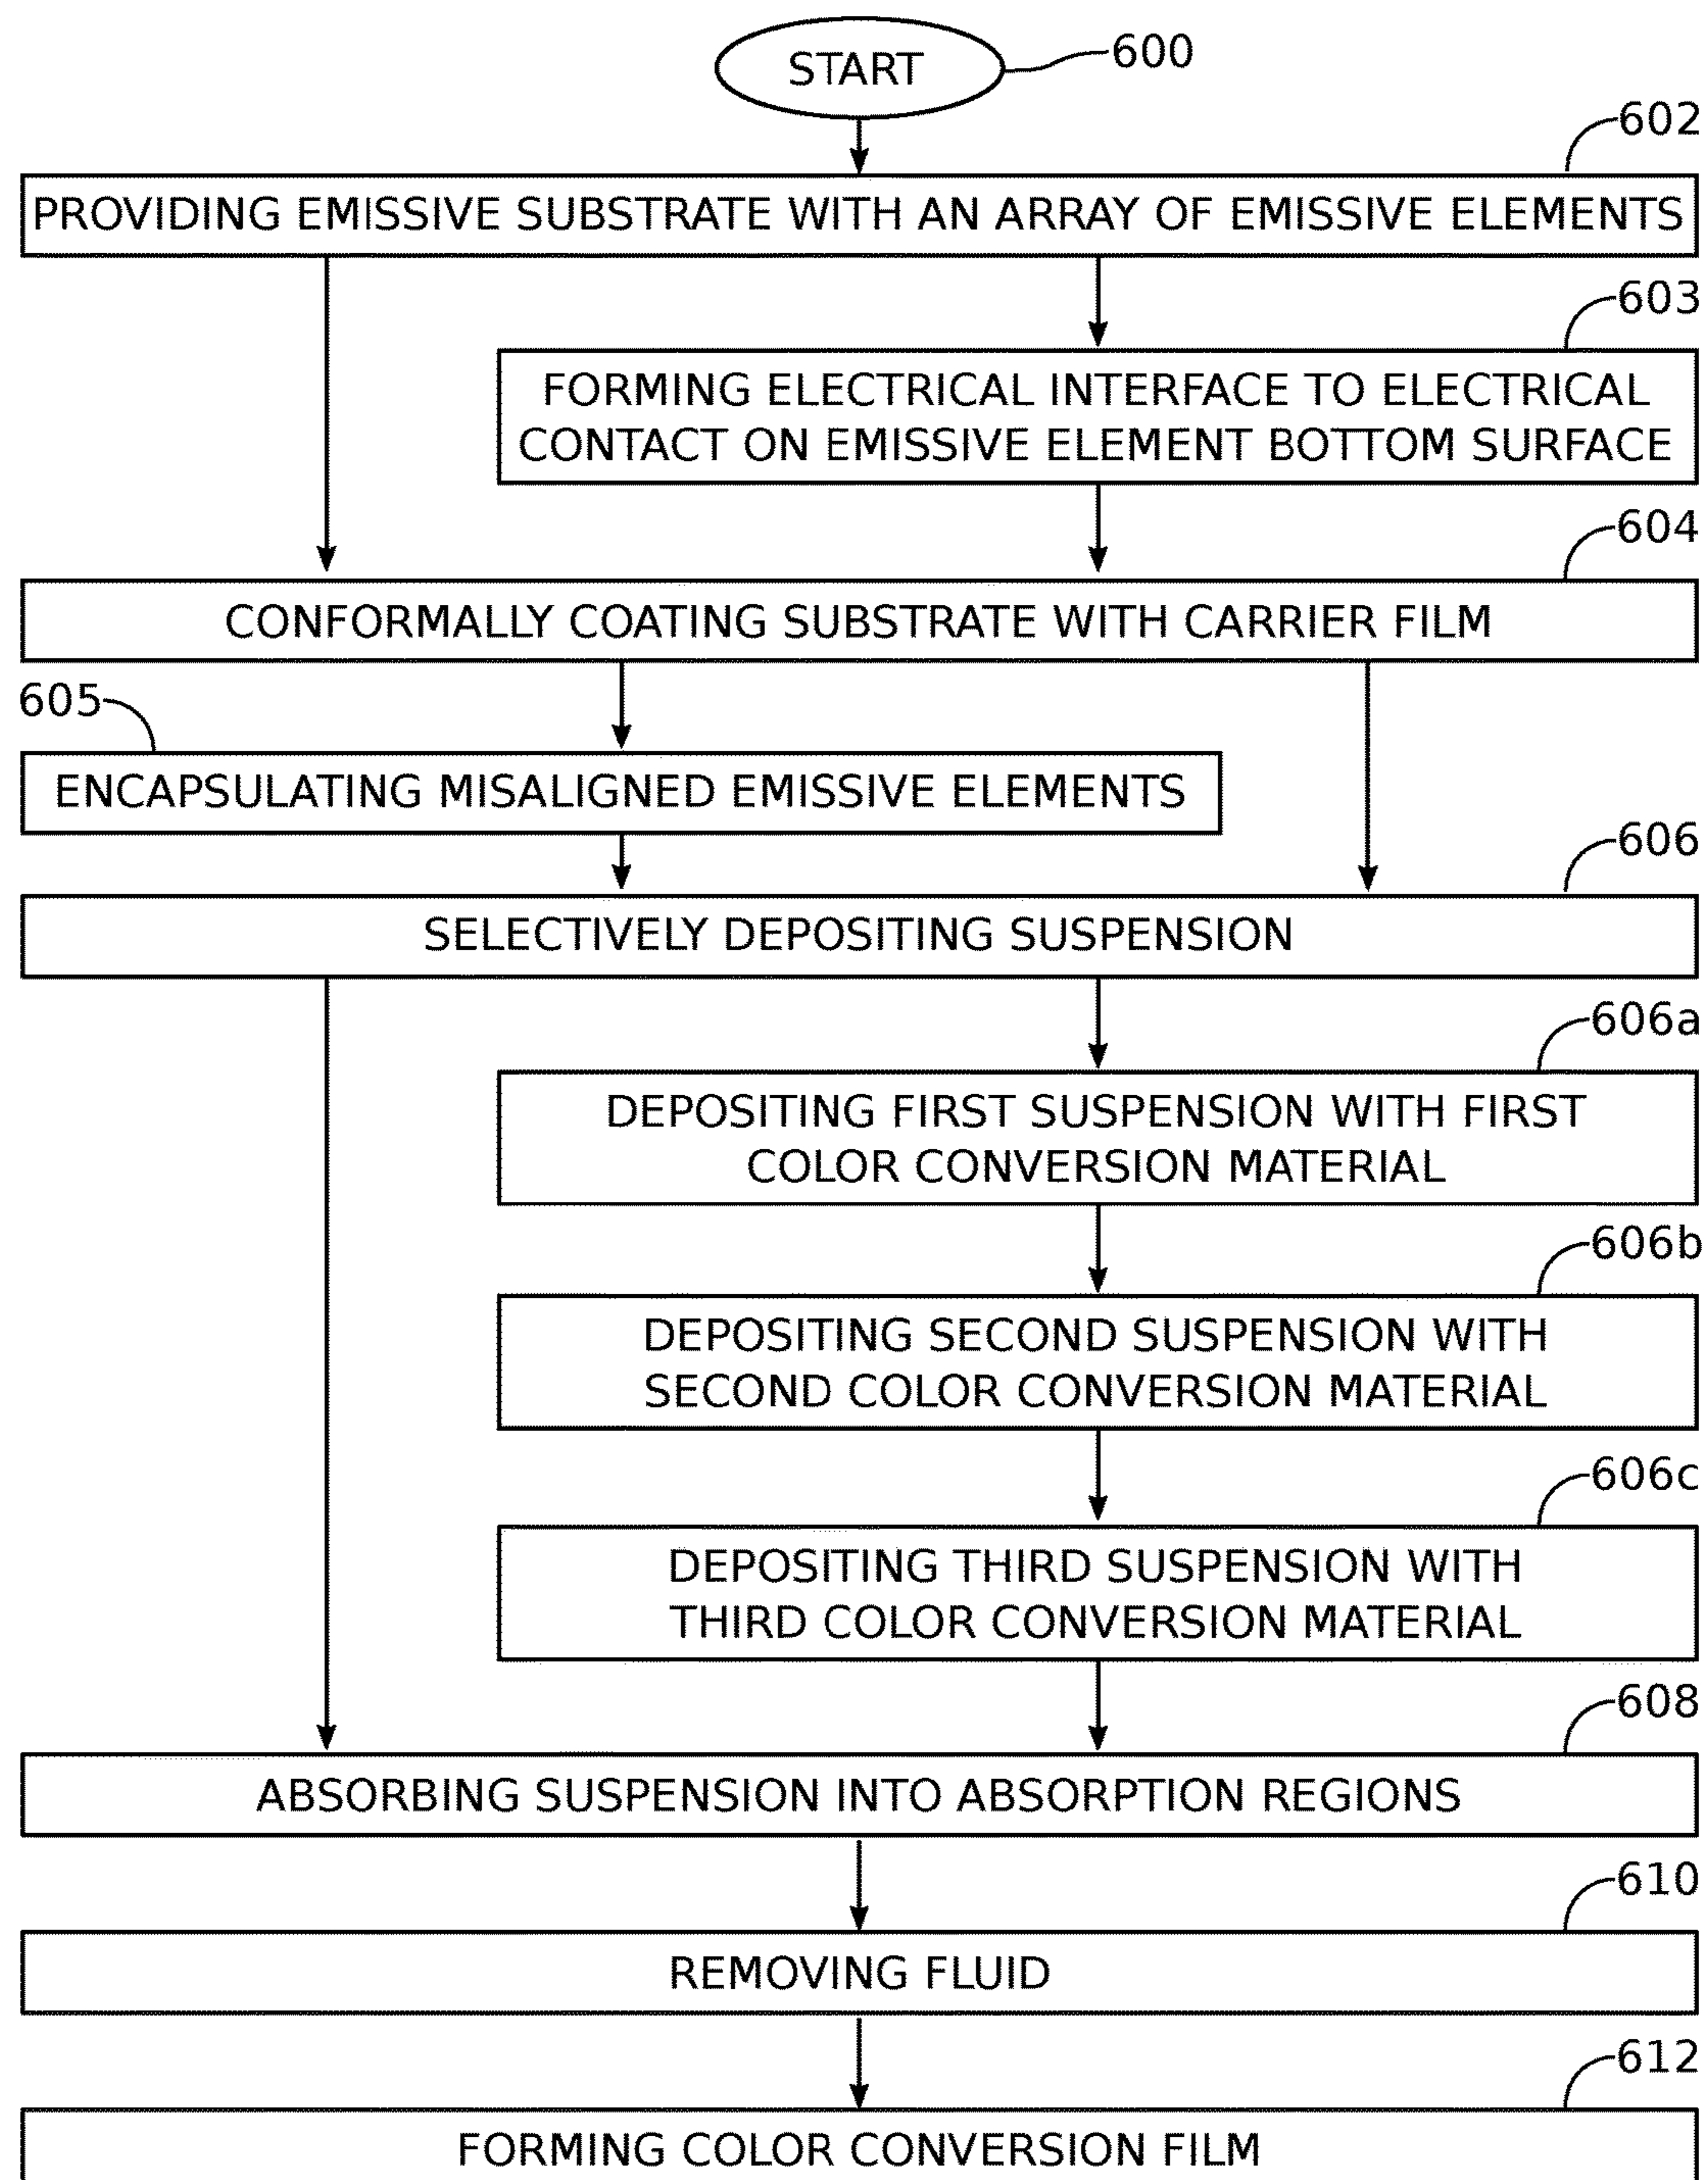 START
600
602
PROVIDING EMISSIVE SUBSTRATE WITH AN ARRAY OF EMISSIVE ELEMENTS
603
FORMING ELECTRICAL INTERFACE TO ELECTRICAL
CONTACT ON EMISSIVE ELEMENT BOTTOM SURFACE
604
CONFORMALLY COATING SUBSTRATE WITH CARRIER FILM
605
ENCAPSULATING MISALIGNED EMISSIVE ELEMENTS
606
SELECTIVELY DEPOSITING SUSPENSION
606a
DEPOSITING FIRST SUSPENSION WITH FIRST
COLOR CONVERSION MATERIAL
606b
DEPOSITING SECOND SUSPENSION WITH
SECOND COLOR CONVERSION MATERIAL
606c
DEPOSITING THIRD SUSPENSION WITH
THIRD COLOR CONVERSION MATERIAL
608
ABSORBING SUSPENSION INTO ABSORPTION REGIONS
610
REMOVING FLUID
612
FORMING COLOR CONVERSION FILM